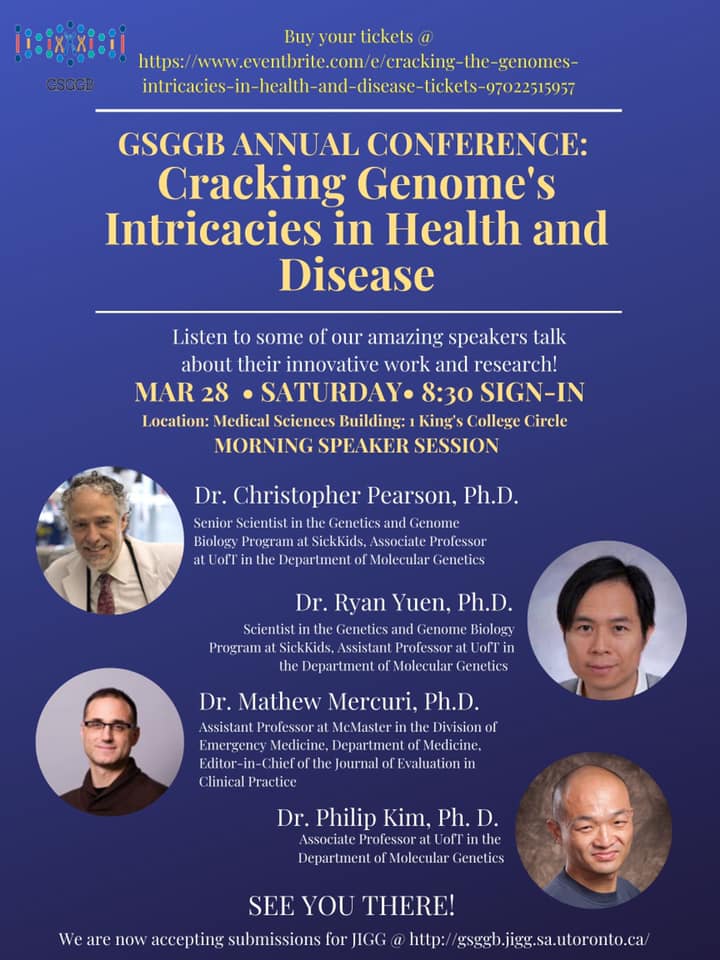 GSGGB
Buy your tickets @
https://www.eventbrite.com/e/cracking-the-genomes-
intricacies-in-health-and-disease-tickets-97022515957
GSGGB ANNUAL CONFERENCE:
Cracking Genome's
Intricacies in Health and
Disease
Listen to some of our amazing speakers talk
about their innovative work and research!
MAR 28 • SATURDAY• 8:30 SIGN-IN
Location: Medical Sciences Building: 1 King's College Circle
MORNING SPEAKER SESSION
Dr. Christopher Pearson, Ph.D.
Senior Scientist in the Genetics and Genome
Biology Program at SickKids, Associate Professor
at UofT in the Department of Molecular Genetics
Dr. Ryan Yuen, Ph.D.
Scientist in the Genetics and Genome Biology
Program at SickKids, Assistant Professor at UofT in
the Department of Molecular Genetics
Dr. Mathew Mercuri, Ph.D.
Assistant Professor at McMaster in the Division of
Emergency Medicine, Department of Medicine,
Editor-in-Chief of the Journal of Evaluation in
Clinical Practice
Dr. Philip Kim, Ph. D.
Associate Professor at UofT in the
Department of Molecular Genetics
SEE YOU THERE!
We are now accepting submissions for JIGG @ http://gsggb.jigg.sa.utoronto.ca/